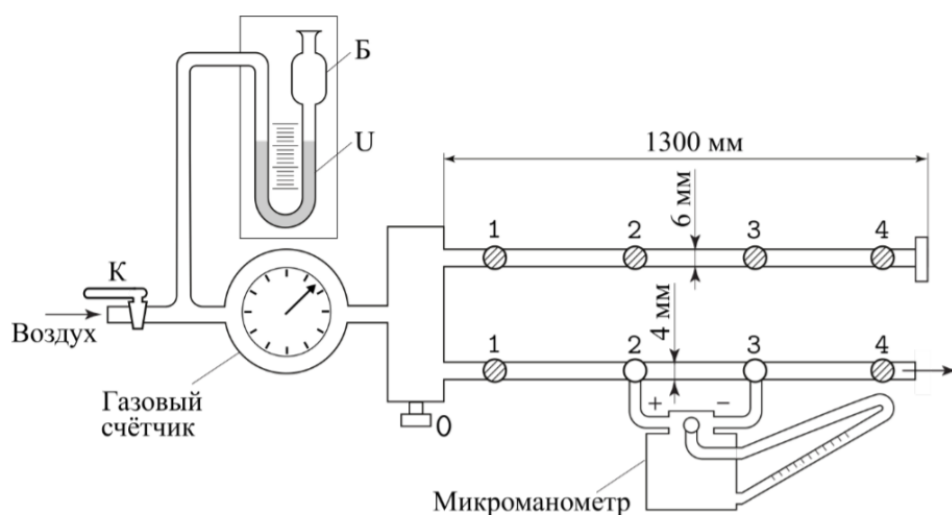 Б
U
1300 мм
6 мм
1
2
3
4
К
Воздух
4 мм
1
2
3
4
+
−
Газовый
счётчик
0
Микроманометр